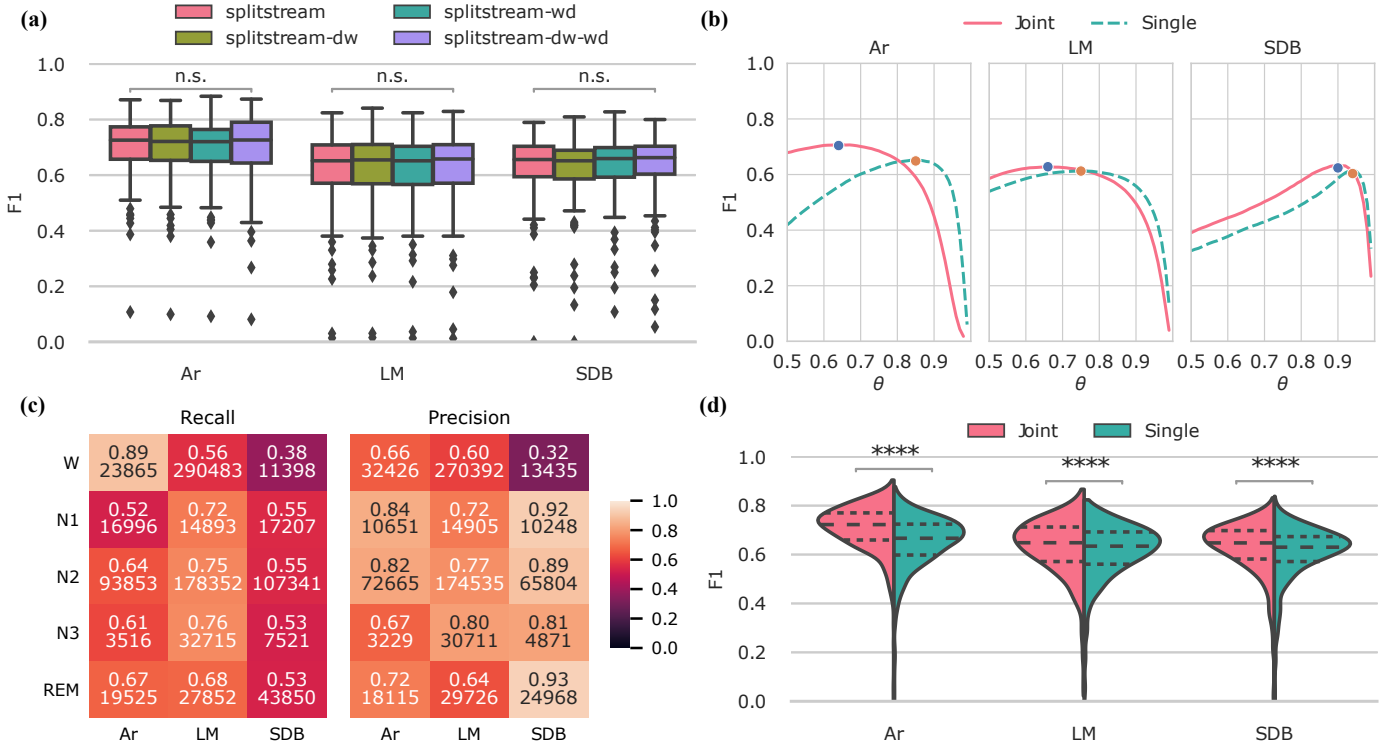 (a)
splitstream
splitstream-wd
splitstream-dw
splitstream-dw-wd
n.s.
n.s.
n.s.
1.0
0.8
0.6
0.4
0.2
0.0
F1
Ar
LM
SDB
(b)
Joint
Single
Ar
LM
SDB
1.0
0.8
0.6
0.4
0.2
0.0
F1
0.5 0.6 0.7 0.8 0.9
0.5 0.6 0.7 0.8 0.9
0.5 0.6 0.7 0.8 0.9
θ
θ
θ
(c)
Recall
Precision
W
0.89 0.56 0.38
23865 290483 11398
0.66 0.60 0.32
32426 270392 13435
N1
0.52 0.72 0.55
16996 14893 17207
0.84 0.72 0.92
10651 14905 10248
N2
0.64 0.75 0.55
93853 178352 107341
0.82 0.77 0.89
72665 174535 65804
N3
0.61 0.76 0.53
3516 32715 7521
0.67 0.80 0.81
3229 30711 4871
REM
0.67 0.68 0.53
19525 27852 43850
0.72 0.64 0.93
18115 29726 24968
Ar LM SDB
Ar LM SDB
1.0
0.8
0.6
0.4
0.2
0.0
(d)
Joint
Single
****
****
****
1.0
0.8
0.6
0.4
0.2
0.0
F1
Ar
LM
SDB